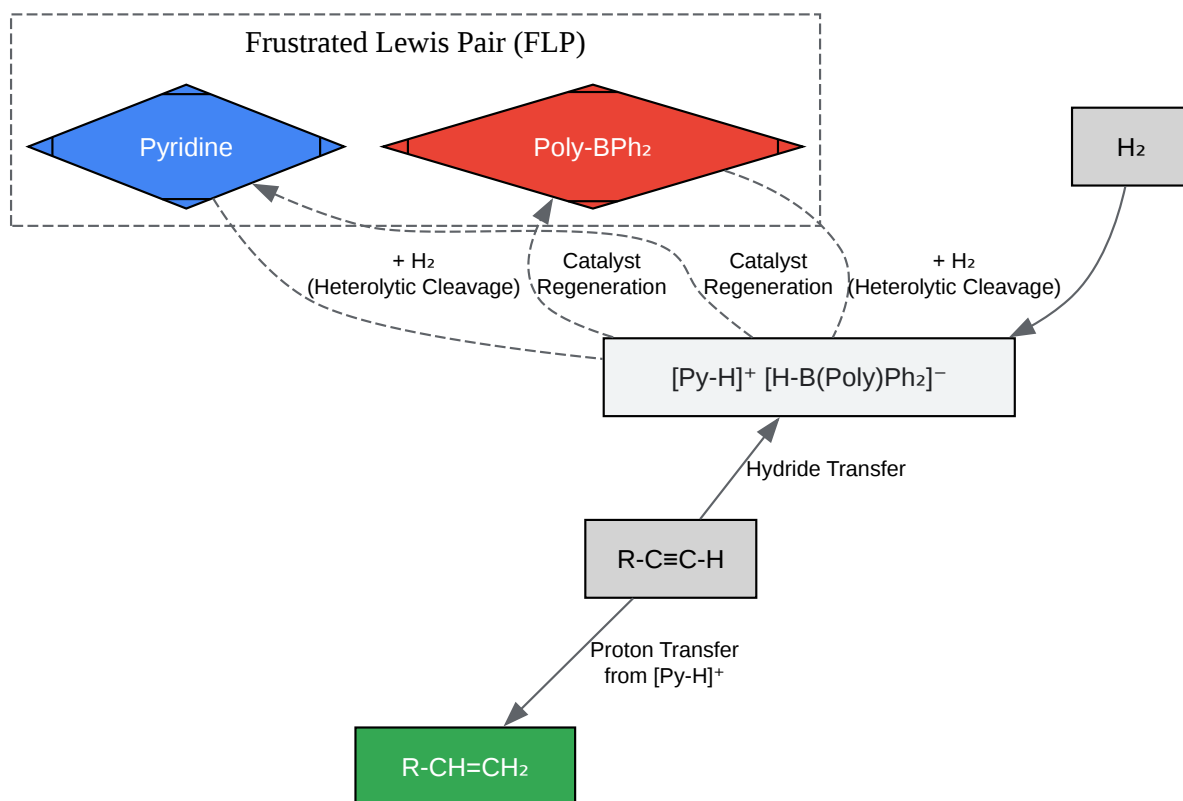 Frustrated Lewis Pair (FLP)
Pyridine
Poly-BPh₂
H₂
+ H₂
(Heterolytic Cleavage)
Catalyst
Regeneration
Catalyst
Regeneration
+ H₂
(Heterolytic Cleavage)
[Py-H]⁺ [H-B(Poly)Ph₂]⁻
Hydride Transfer
R-C≡C-H
Proton Transfer
from [Py-H]⁺
R-CH=CH₂